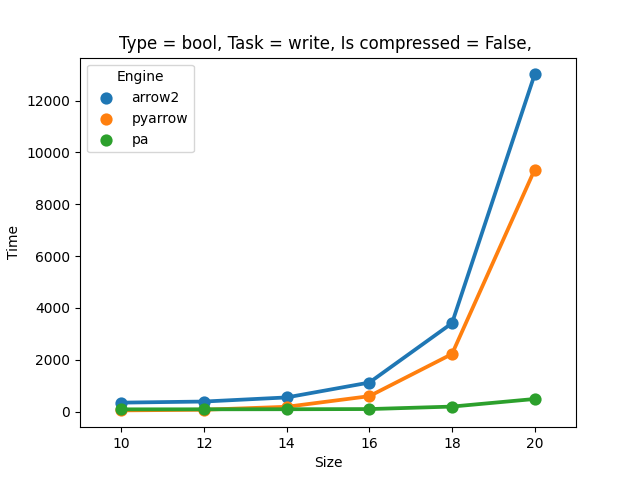 Type = bool, Task = write, Is compressed = False,
Engine
arrow2
pyarrow
pa
12000
10000
8000
6000
4000
2000
0
Time
10 12 14 16 18 20
Size